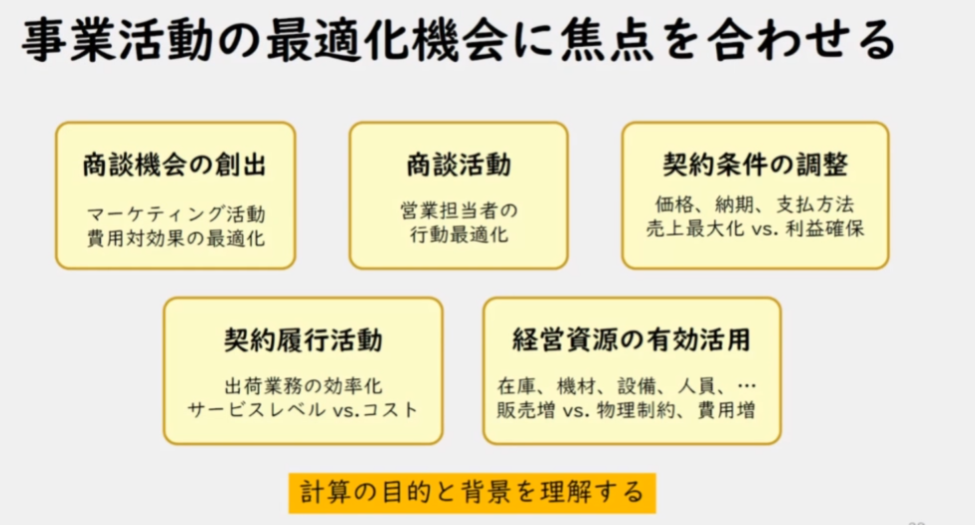 事業活動の最適化機会に焦点を合わせる
商談機会の創出
マーケティング活動
費用対効果の最適化
商談活動
営業担当者の
行動最適化
契約条件の調整
価格、納期、支払方法
売上最大化 vs. 利益確保
契約履行活動
出荷業務の効率化
サービスレベル vs.コスト
経営資源の有効活用
在庫、機材、設備、人員、…
販売増 vs. 物理制約、費用増
計算の目的と背景を理解する